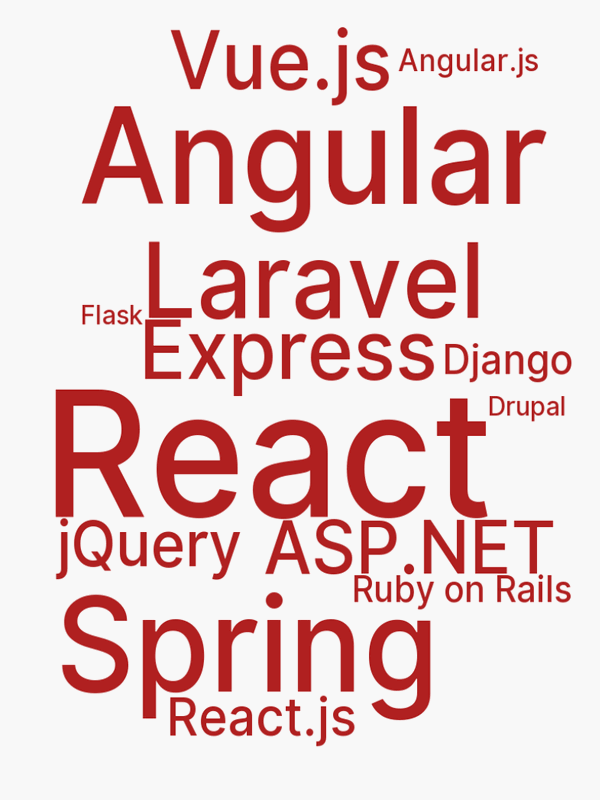 Vue.js Angular.js
Angular
Laravel
Flask
Express Django
React Drupal
jQuery ASP.NET
Ruby on Rails
Spring
React.js